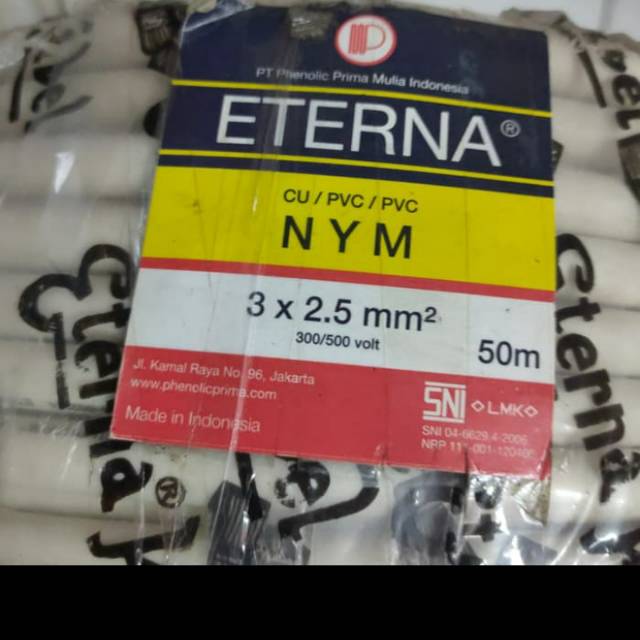 PT Phenolic Prima Mulia Indonesia
ETERNA®
CU / PVC / PVC
NYM
3 x 2.5 mm²
300/500 volt
50m
Jl. Kamal Raya No. 96, Jakarta
www.phenolicprima.com
Made in Indonesia
SNI LMK
SNI 04-6629.4-2006
NRP
Eterna
Eterna